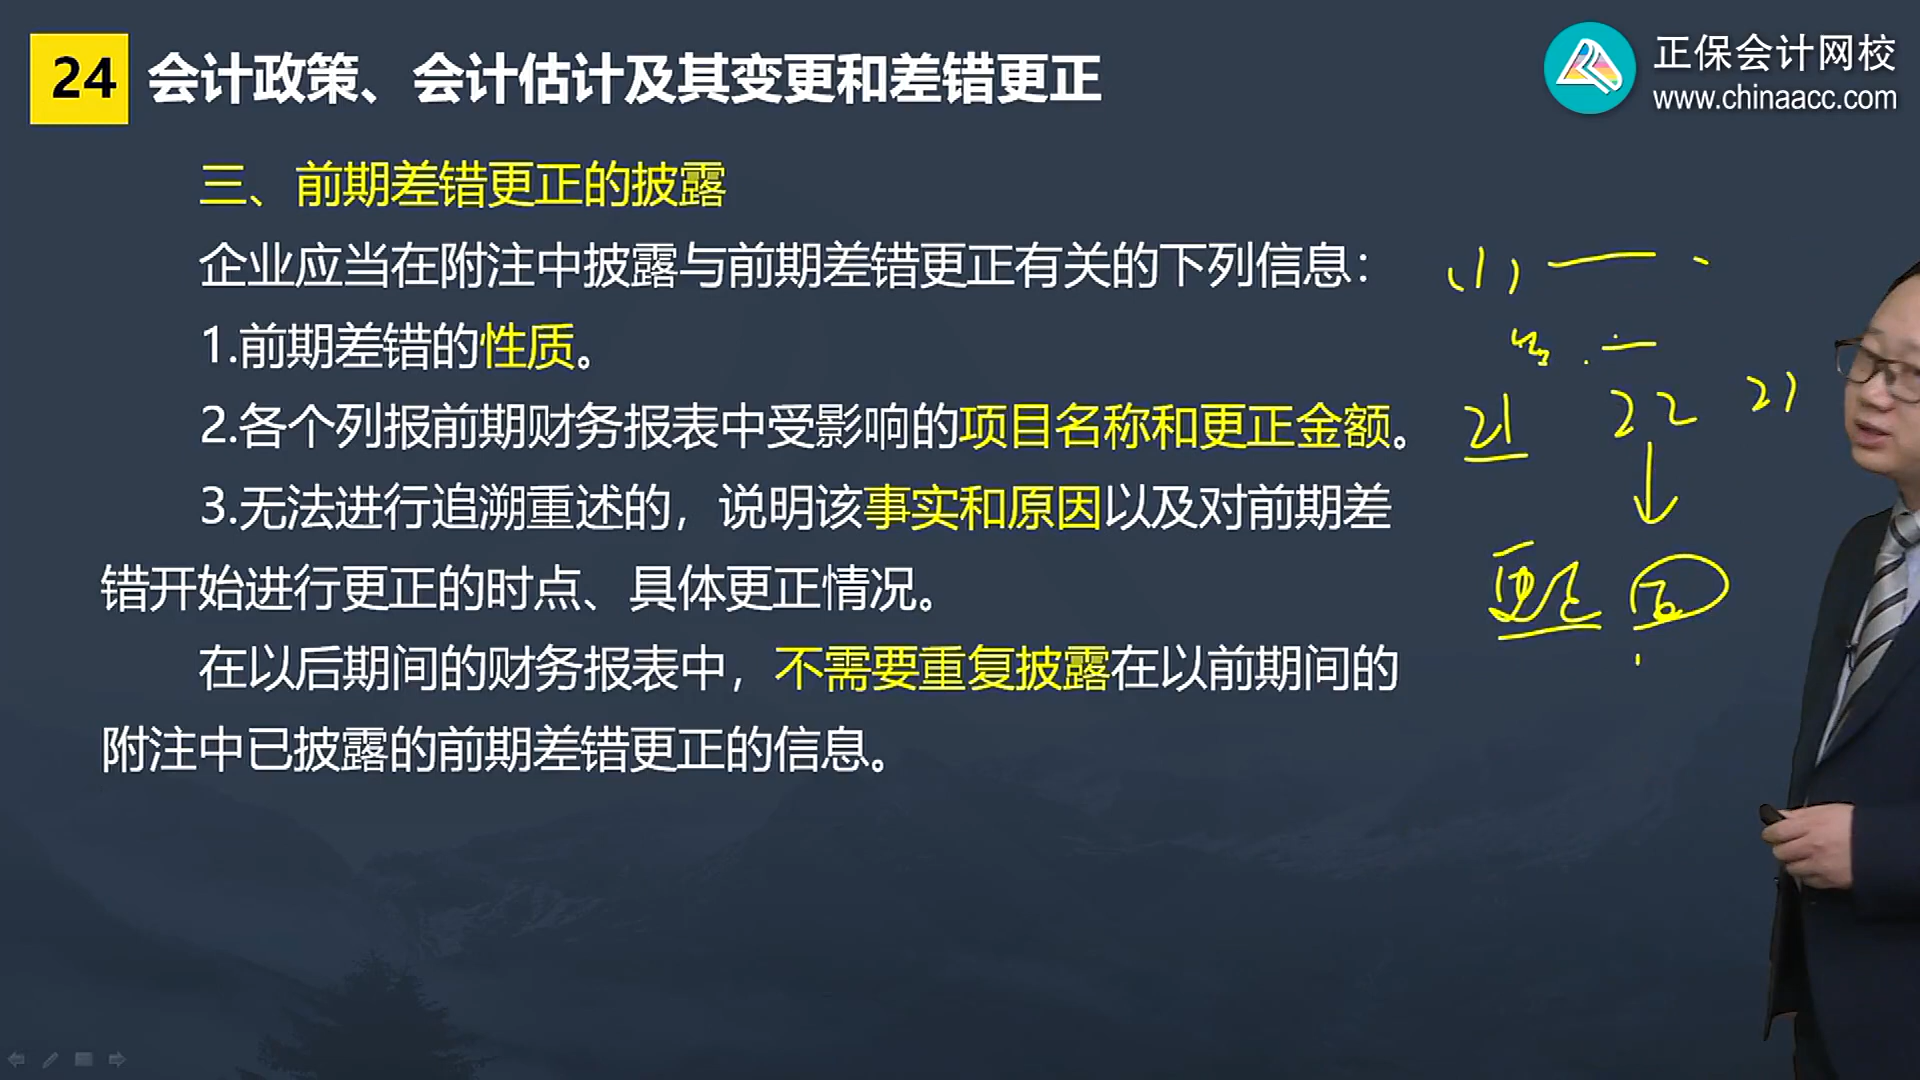 24 会计政策、会计估计及其变更和差错更正
正保会计网校
www.chinaacc.com
三、前期差错更正的披露
企业应当在附注中披露与前期差错更正有关的下列信息：
1.前期差错的性质。
2.各个列报前期财务报表中受影响的项目名称和更正金额。
3.无法进行追溯重述的，说明该事实和原因以及对前期差
错开始进行更正的时点、具体更正情况。
在以后期间的财务报表中，不需要重复披露在以前期间的
附注中已披露的前期差错更正的信息。
(1)
21 22 21
更正